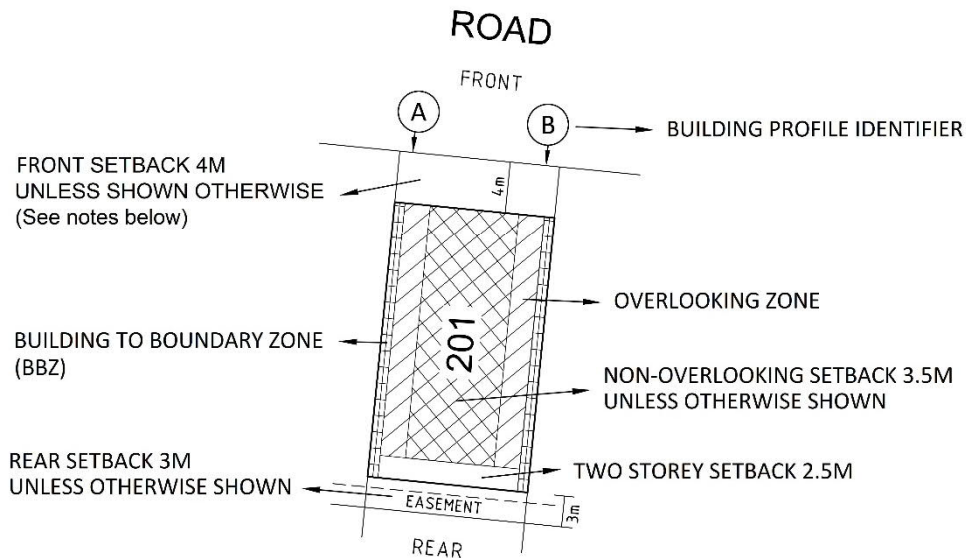 ROAD
FRONT
A
B
BUILDING PROFILE IDENTIFIER
FRONT SETBACK 4M
UNLESS SHOWN OTHERWISE
(See notes below)
4m
OVERLOOKING ZONE
BUILDING TO BOUNDARY ZONE
(BBZ)
201
NON-OVERLOOKING SETBACK 3.5M
UNLESS OTHERWISE SHOWN
REAR SETBACK 3M
UNLESS OTHERWISE SHOWN
TWO STOREY SETBACK 2.5M
EASEMENT
3m
REAR